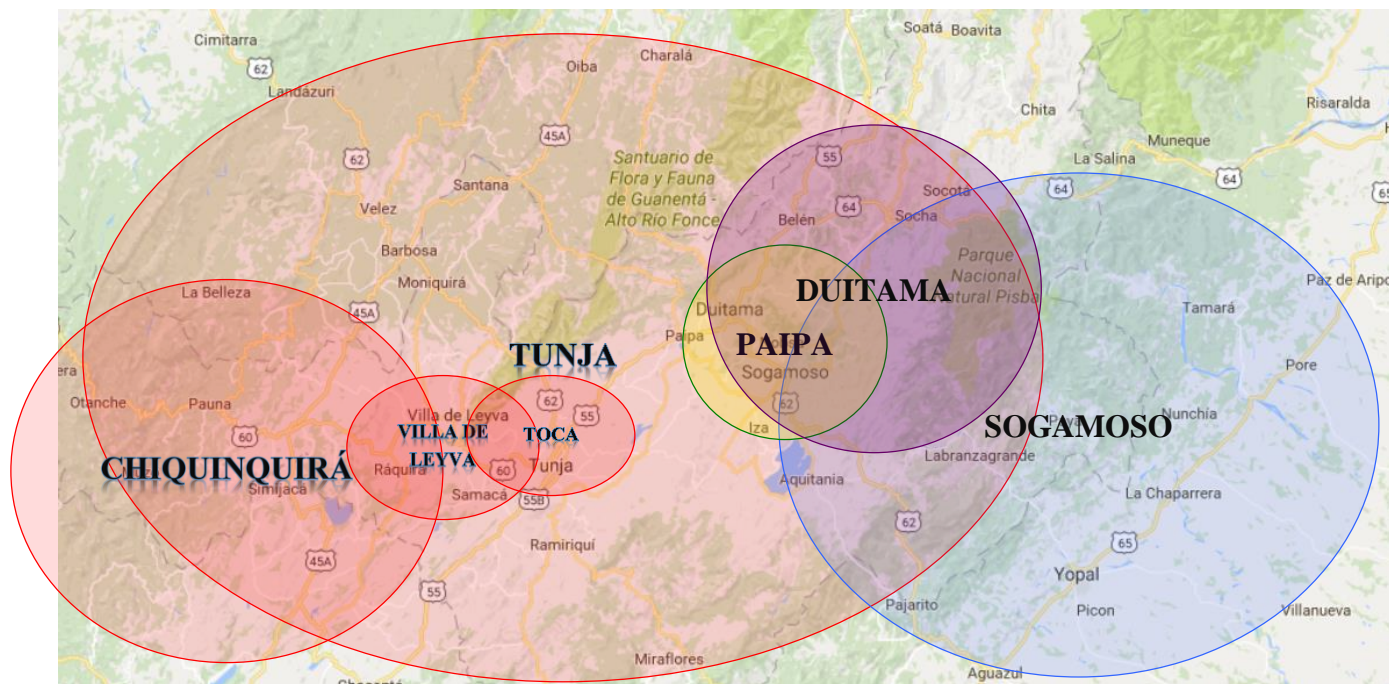 Soatá
Boavita
Cimitarra
Charalá
Oiba
62
Landázuri
Chita
Risaralda
45A
Muneque
Santuario de
Flora y Fauna
de Guanentá -
Alto Río Fonce
62
55
La Salina
64
64
65
Santana
Socota
Velez
Belén
64
Socha
Barbosa
Parque
Nacional
Natural Pisba
Moniquirá
La Belleza
DUITAMA
Paz de Aripo
45A
Duitama
Tamará
Paipa
PAIPA
TUNJA
Sogamoso
Pore
Otanche
Pauna
62
62
55
Villa de Leyva
Nunchía
60
VILLA DE
LEYVA
TOCA
Iza
SOGAMOSO
CHIQUINQUIRÁ
Ráquira
60
Tunja
Labranzagrande
Simijaca
Samacá
55B
Aquitania
La Chaparrera
62
Ramiriquí
65
45A
Yopal
55
Pajarito
Picon
Villanueva
Miraflores
Aguazul